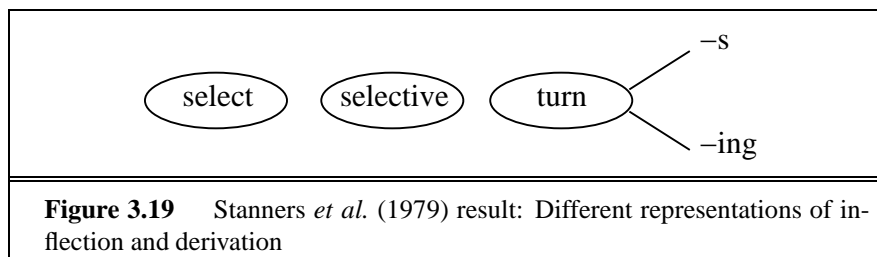 –s
select selective turn
–ing
Figure 3.19 Stanners et al. (1979) result: Different representations of in-
flection and derivation